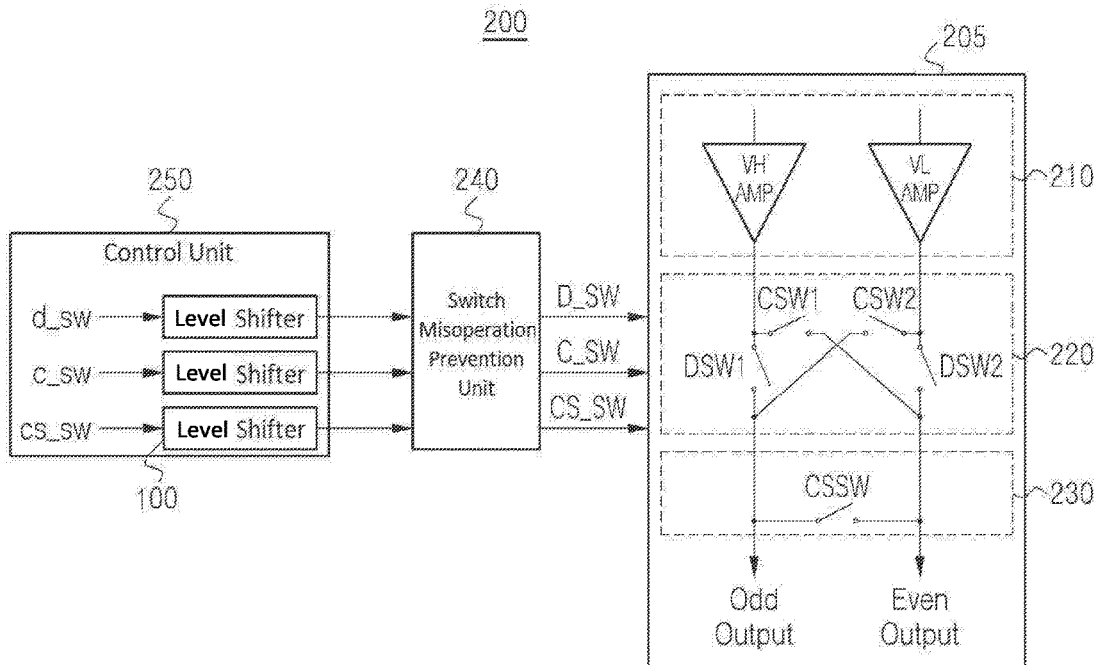 200
205
250
240
Control Unit
d_sw
Level Shifter
c_sw
Level Shifter
cs_sw
Level Shifter
100
Switch
Misoperation
Prevention
Unit
D_SW
C_SW
CS_SW
VH
AMP
VL
AMP
210
CSW1
CSW2
DSW1
DSW2
220
CSSW
230
Odd
Output
Even
Output